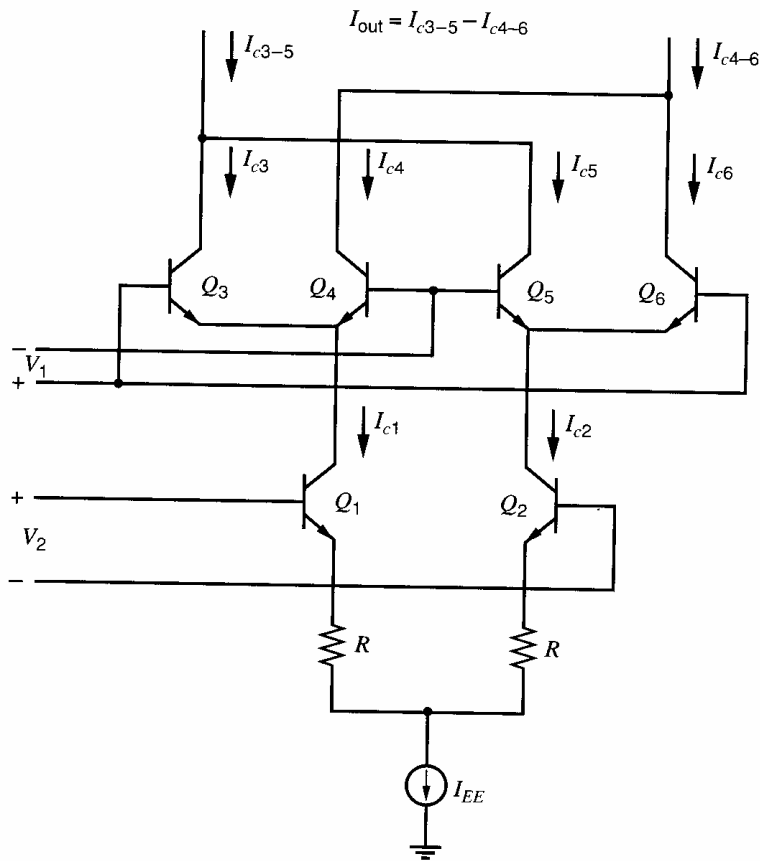 I_out = I_c3–5 − I_c4–6
I_c3–5
I_c4–6
I_c3
I_c4
I_c5
I_c6
Q_3
Q_4
Q_5
Q_6
−
V_1
+
I_c1
I_c2
+
Q_1
Q_2
V_2
−
R
R
I_EE